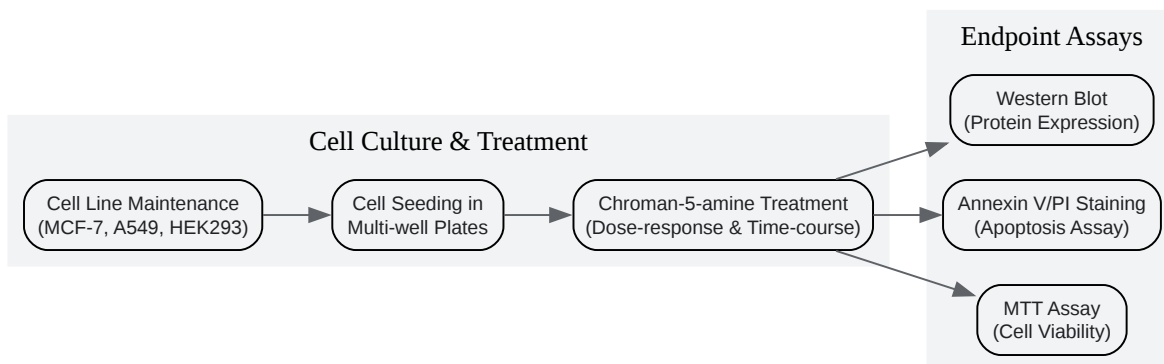 Cell Culture & Treatment
Cell Line Maintenance
(MCF-7, A549, HEK293)
Cell Seeding in
Multi-well Plates
Chroman-5-amine Treatment
(Dose-response & Time-course)
Endpoint Assays
Western Blot
(Protein Expression)
Annexin V/PI Staining
(Apoptosis Assay)
MTT Assay
(Cell Viability)